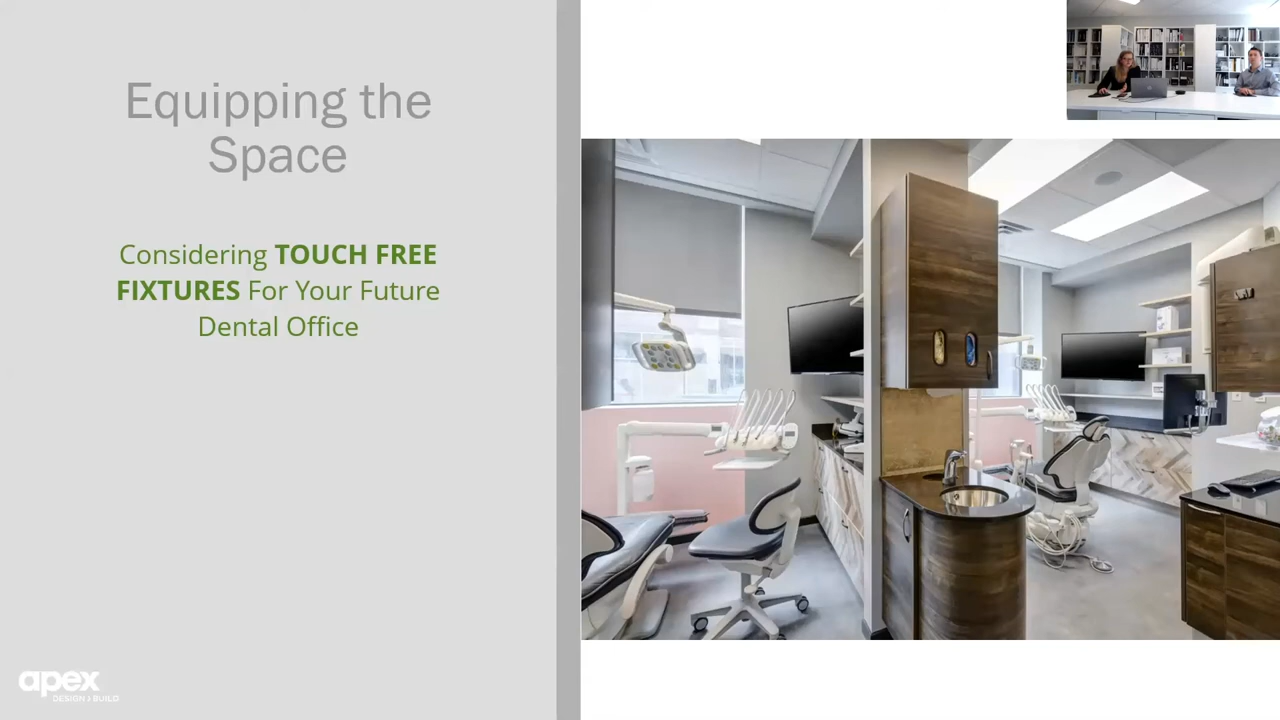 Equipping the
Space
Considering TOUCH FREE
FIXTURES For Your Future
Dental Office
apex
DESIGN | BUILD